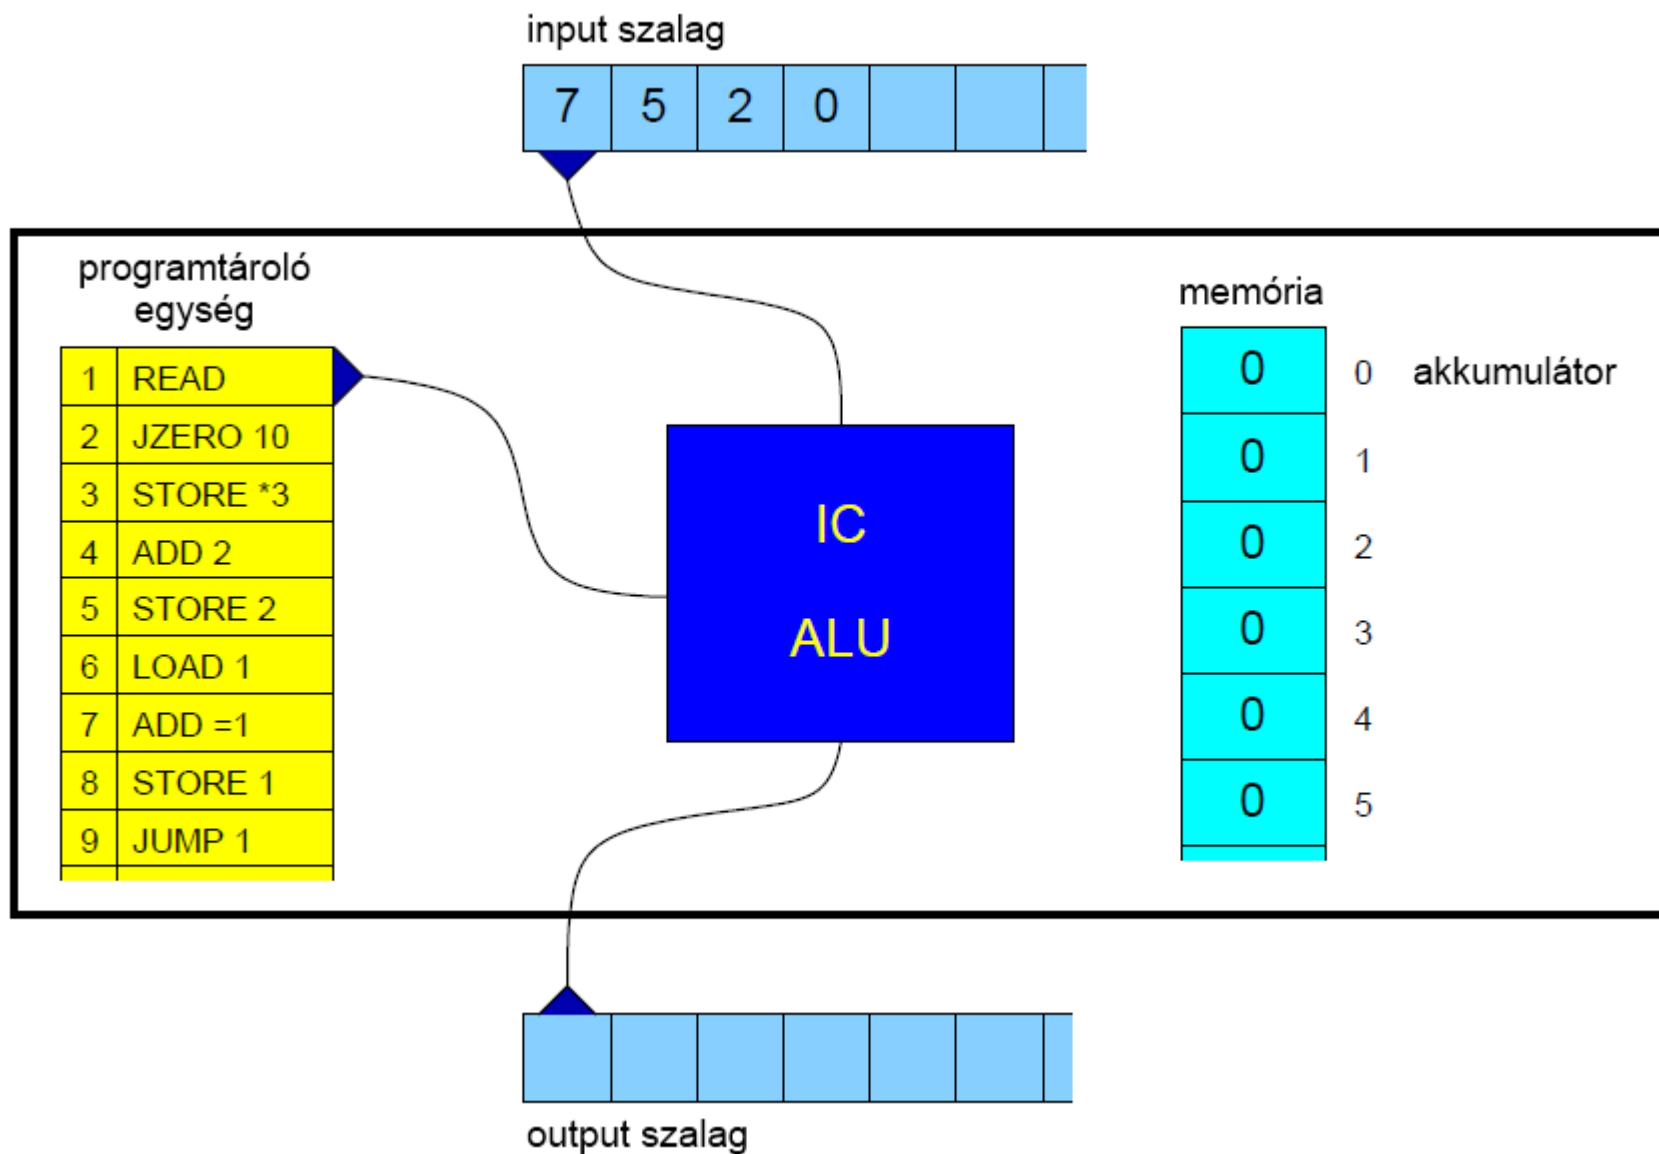 input szalag
7 5 2 0
programtároló
egység
1 READ
2 JZERO 10
3 STORE *3
4 ADD 2
5 STORE 2
6 LOAD 1
7 ADD =1
8 STORE 1
9 JUMP 1
IC
ALU
memória
0 0 akkumulátor
0 1
0 2
0 3
0 4
0 5
output szalag